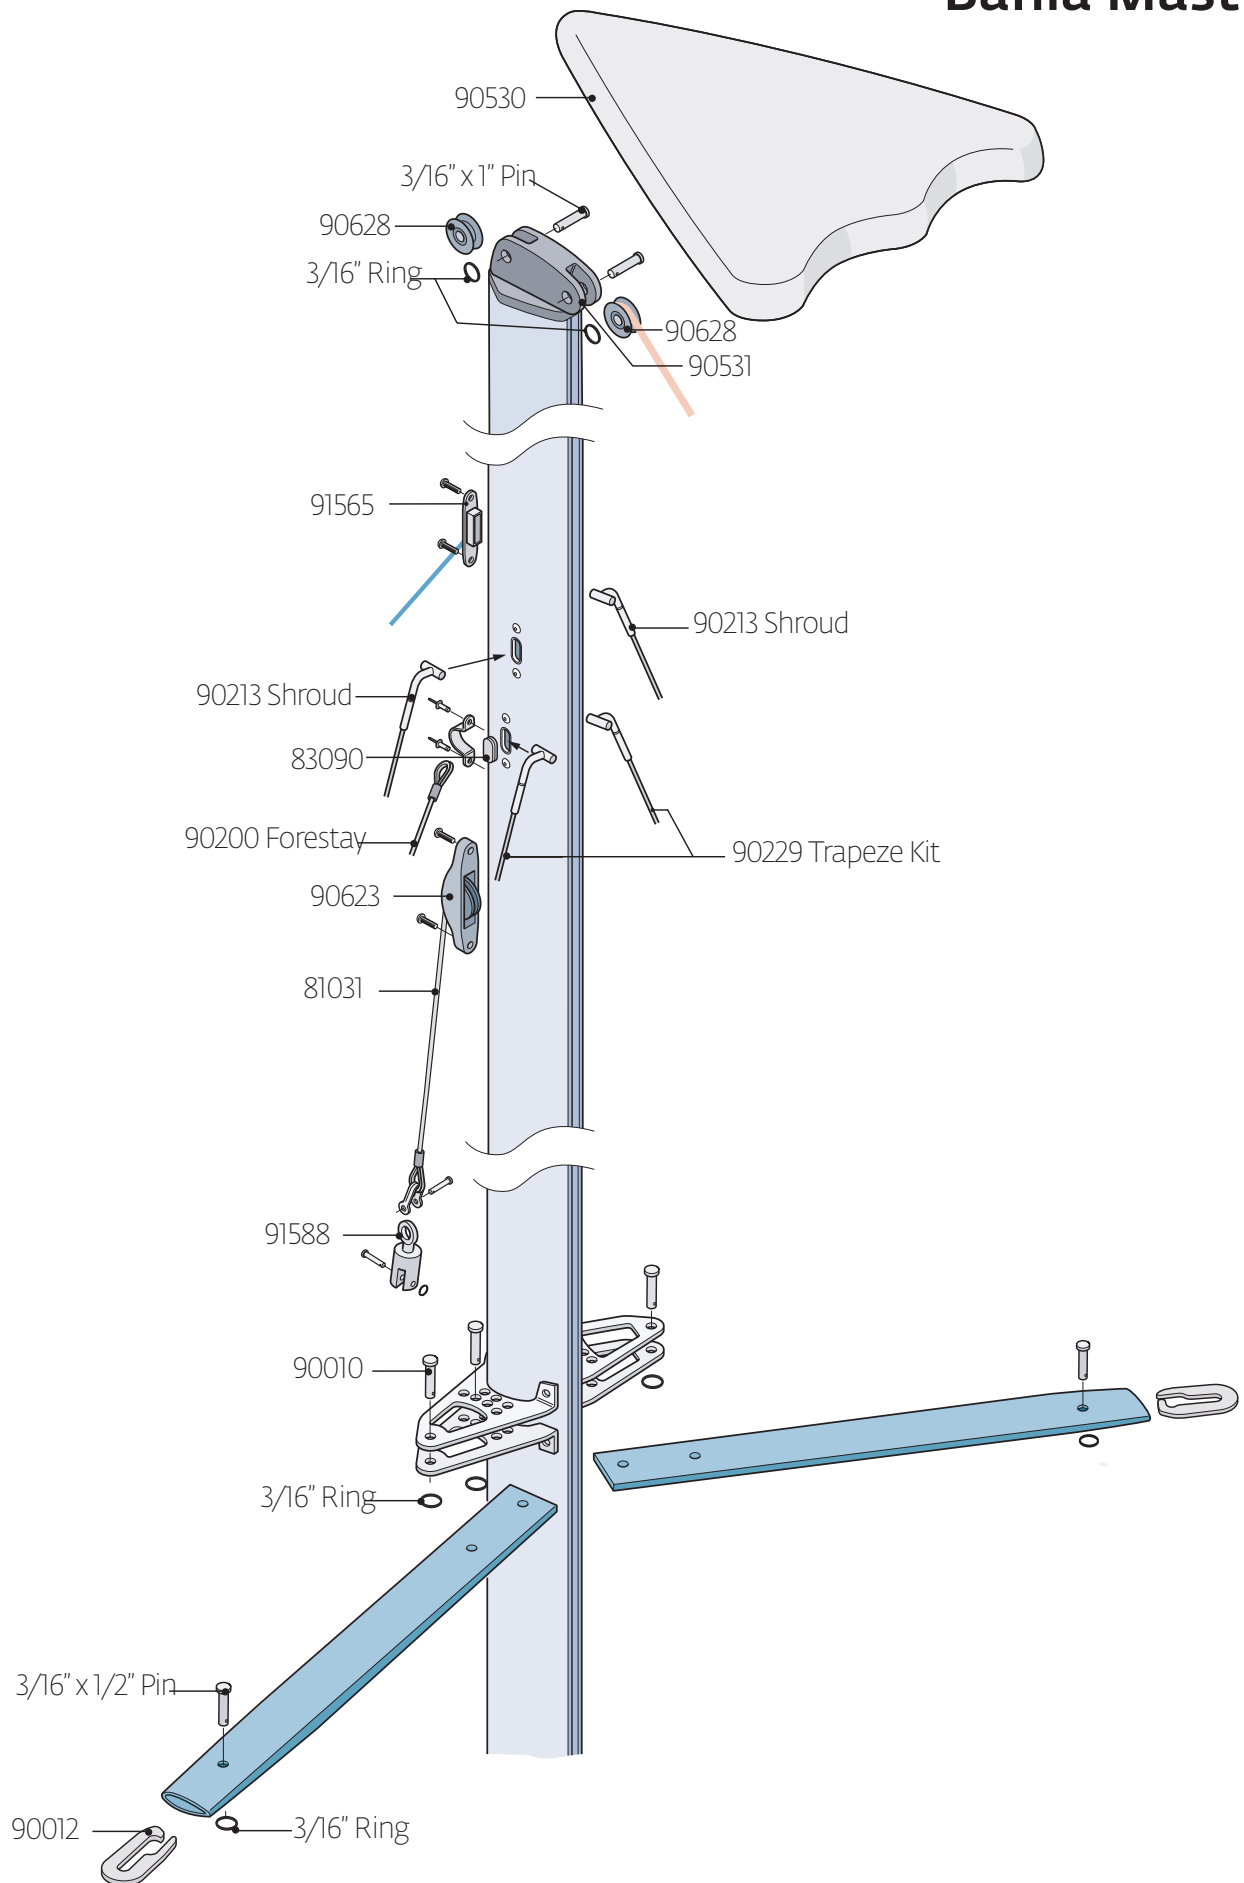 Bahia Mast
90530
3/16" x 1" Pin
90628
3/16" Ring
90628
90531
91565
90213 Shroud
90213 Shroud
83090
90200 Forestay
90229 Trapeze Kit
90623
81031
91588
90010
3/16" Ring
3/16" x 1/2" Pin
90012
3/16" Ring